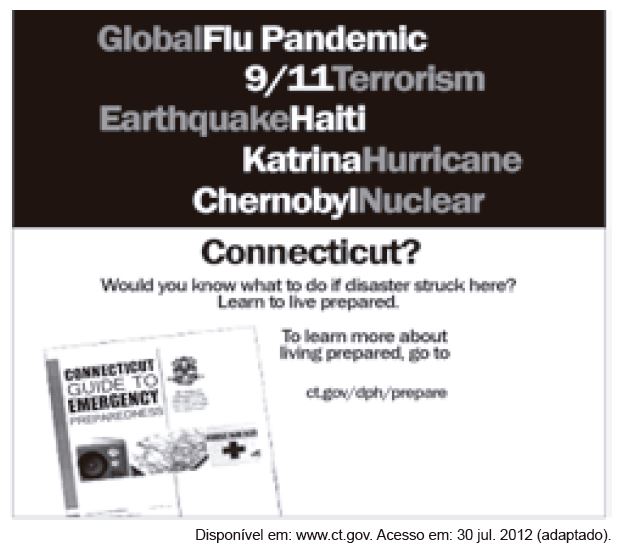 GlobalFlu Pandemic
9/11Terrorism
EarthquakeHaiti
KatrinaHurricane
ChernobylNuclear
Connecticut?
Would you know what to do if disaster struck here?
Learn to live prepared.
To learn more about
living prepared, go to
ct.gov/dph/prepare
CONNECTICUT
GUIDE TO
EMERGENCY
PREPAREDNESS
Disponível em: www.ct.gov. Acesso em: 30 jul. 2012 (adaptado).